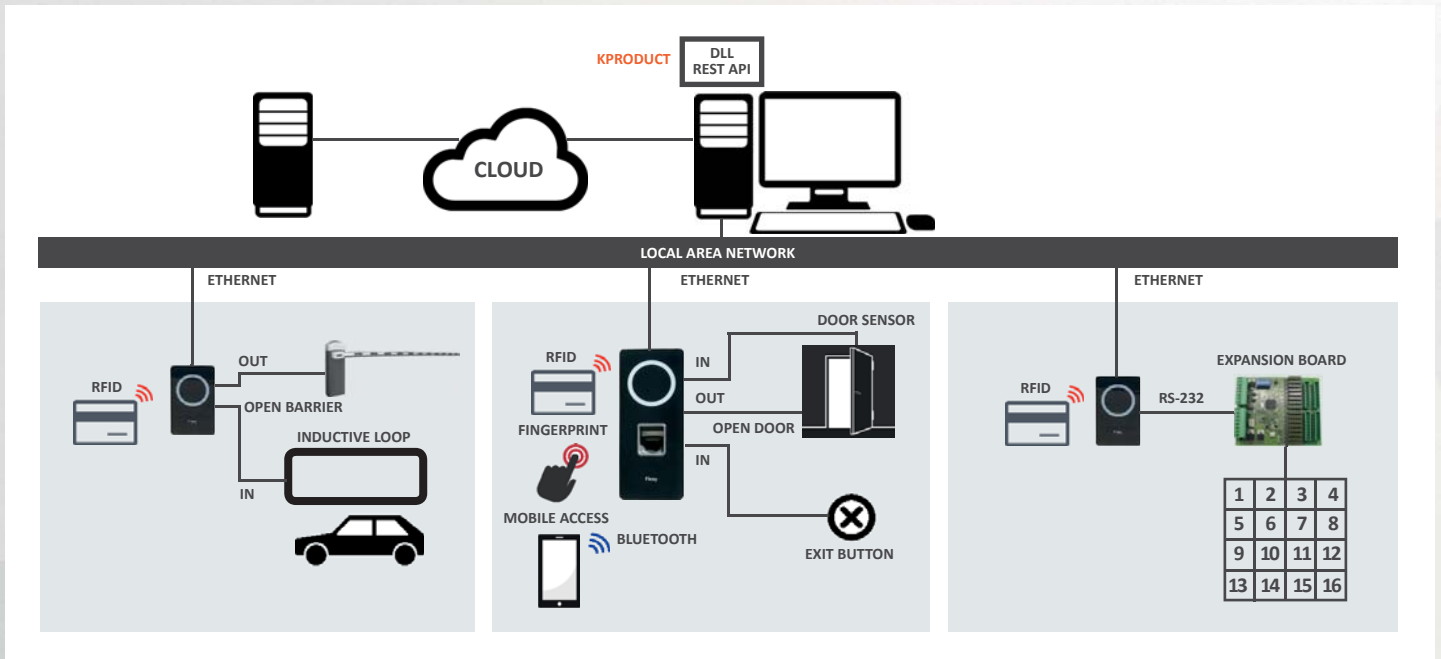 KPRODUCT
DLL
REST API
CLOUD
LOCAL AREA NETWORK
ETHERNET
ETHERNET
ETHERNET
RFID
OUT
OPEN BARRIER
INDUCTIVE LOOP
IN
DOOR SENSOR
RFID
IN
OUT
FINGERPRINT
OPEN DOOR
IN
MOBILE ACCESS
BLUETOOTH
EXIT BUTTON
EXPANSION BOARD
RFID
RS-232
1 2 3 4
5 6 7 8
9 10 11 12
13 14 15 16